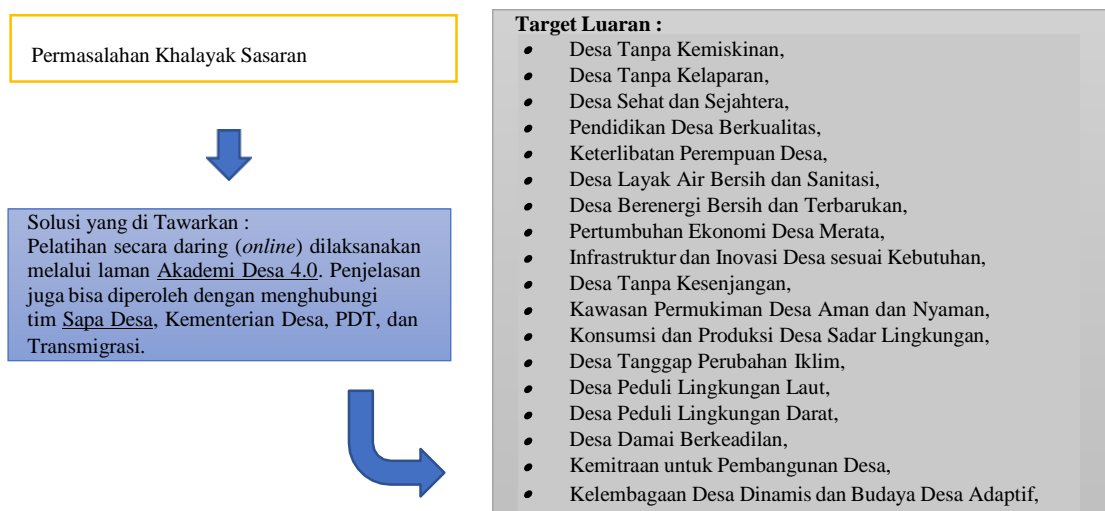 Permasalahan Khalayak Sasaran
Solusi yang di Tawarkan :
Pelatihan secara daring (online) dilaksanakan
melalui laman Akademi Desa 4.0. Penjelasan
juga bisa diperoleh dengan menghubungi
tim Sapa Desa, Kementerian Desa, PDT, dan
Transmigrasi.
Target Luaran :
• Desa Tanpa Kemiskinan,
• Desa Tanpa Kelaparan,
• Desa Sehat dan Sejahtera,
• Pendidikan Desa Berkualitas,
• Keterlibatan Perempuan Desa,
• Desa Layak Air Bersih dan Sanitasi,
• Desa Berenergi Bersih dan Terbarukan,
• Pertumbuhan Ekonomi Desa Merata,
• Infrastruktur dan Inovasi Desa sesuai Kebutuhan,
• Desa Tanpa Kesenjangan,
• Kawasan Permukiman Desa Aman dan Nyaman,
• Konsumsi dan Produksi Desa Sadar Lingkungan,
• Desa Tanggap Perubahan Iklim,
• Desa Peduli Lingkungan Laut,
• Desa Peduli Lingkungan Darat,
• Desa Damai Berkeadilan,
• Kemitraan untuk Pembangunan Desa,
• Kelembagaan Desa Dinamis dan Budaya Desa Adaptif,